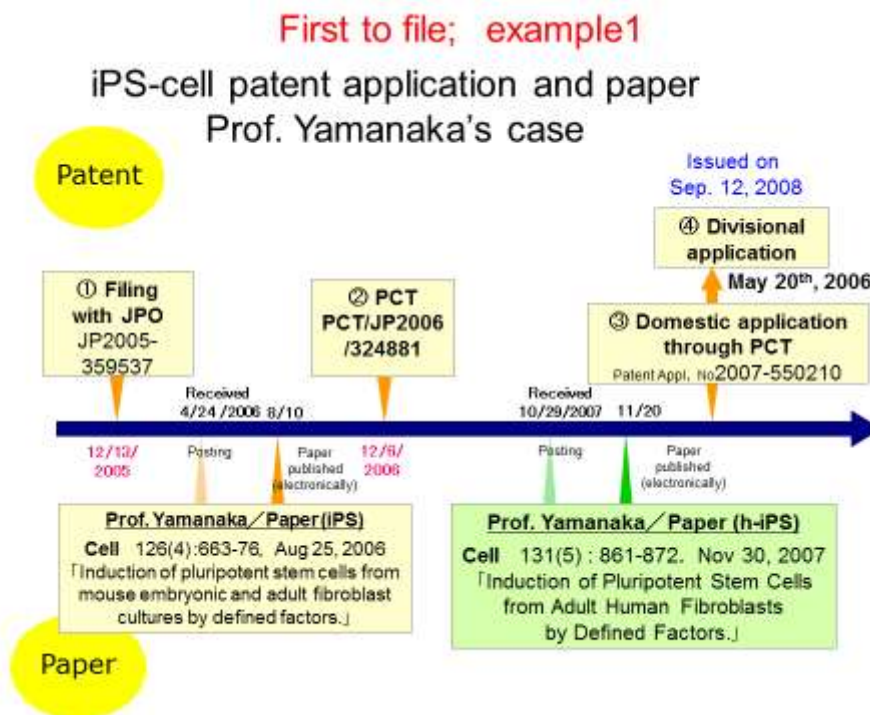 First to file; example1
iPS-cell patent application and paper
Prof. Yamanaka's case
Patent
Issued on
Sep. 12, 2008
④ Divisional
application
May 20th, 2006
① Filing
with JPO
JP2005-
359537
② PCT
PCT/JP2006
/324881
③ Domestic application
through PCT
Patent Appl. No2007-550210
Received
4/24/2006
8/10
Received
10/29/2007
11/20
12/13/
2005
Posting
Paper
published
(electronically)
12/6/
2006
Posting
Paper
published
(electronically)
Prof. Yamanaka／Paper(iPS)
Cell 126(4):663-76, Aug 25, 2006
「Induction of pluripotent stem cells from
mouse embryonic and adult fibroblast
cultures by defined factors.」
Prof. Yamanaka／Paper (h-iPS)
Cell 131(5) : 861-872. Nov 30, 2007
「Induction of Pluripotent Stem Cells
from Adult Human Fibroblasts
by Defined Factors.」
Paper